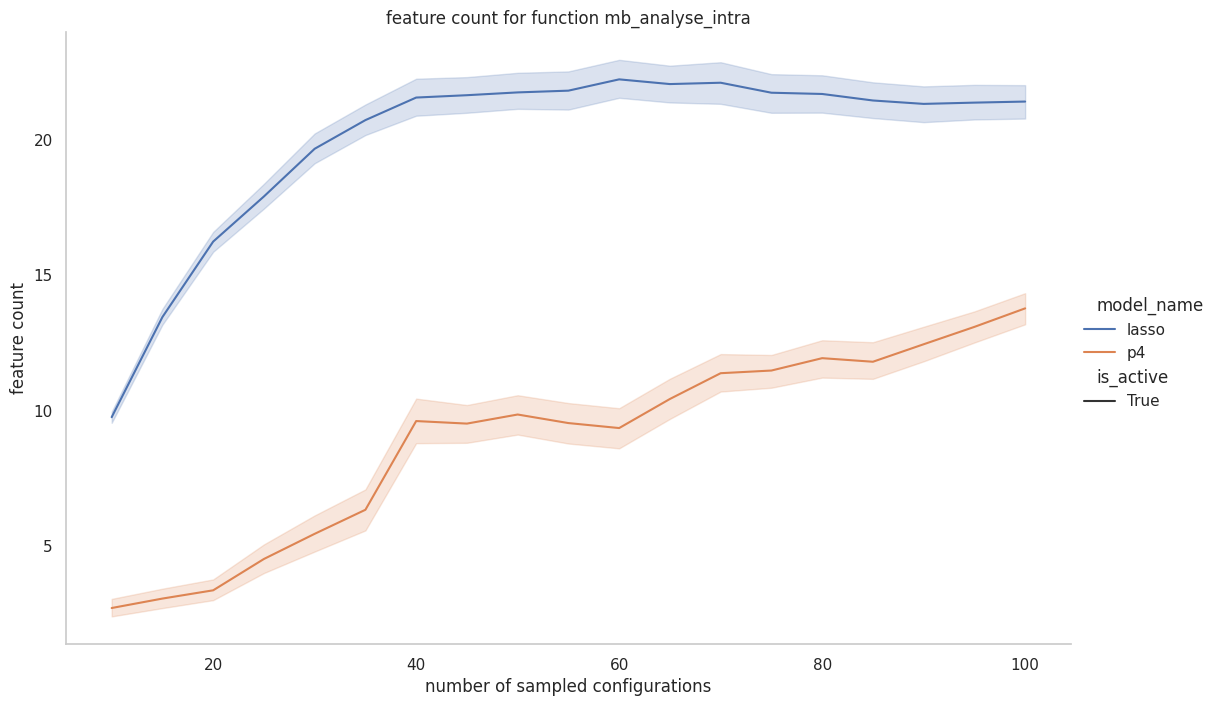 feature count for function mb_analyse_intra
feature count
20
15
10
5
20
40
60
80
100
number of sampled configurations
model_name
lasso
p4
is_active
True